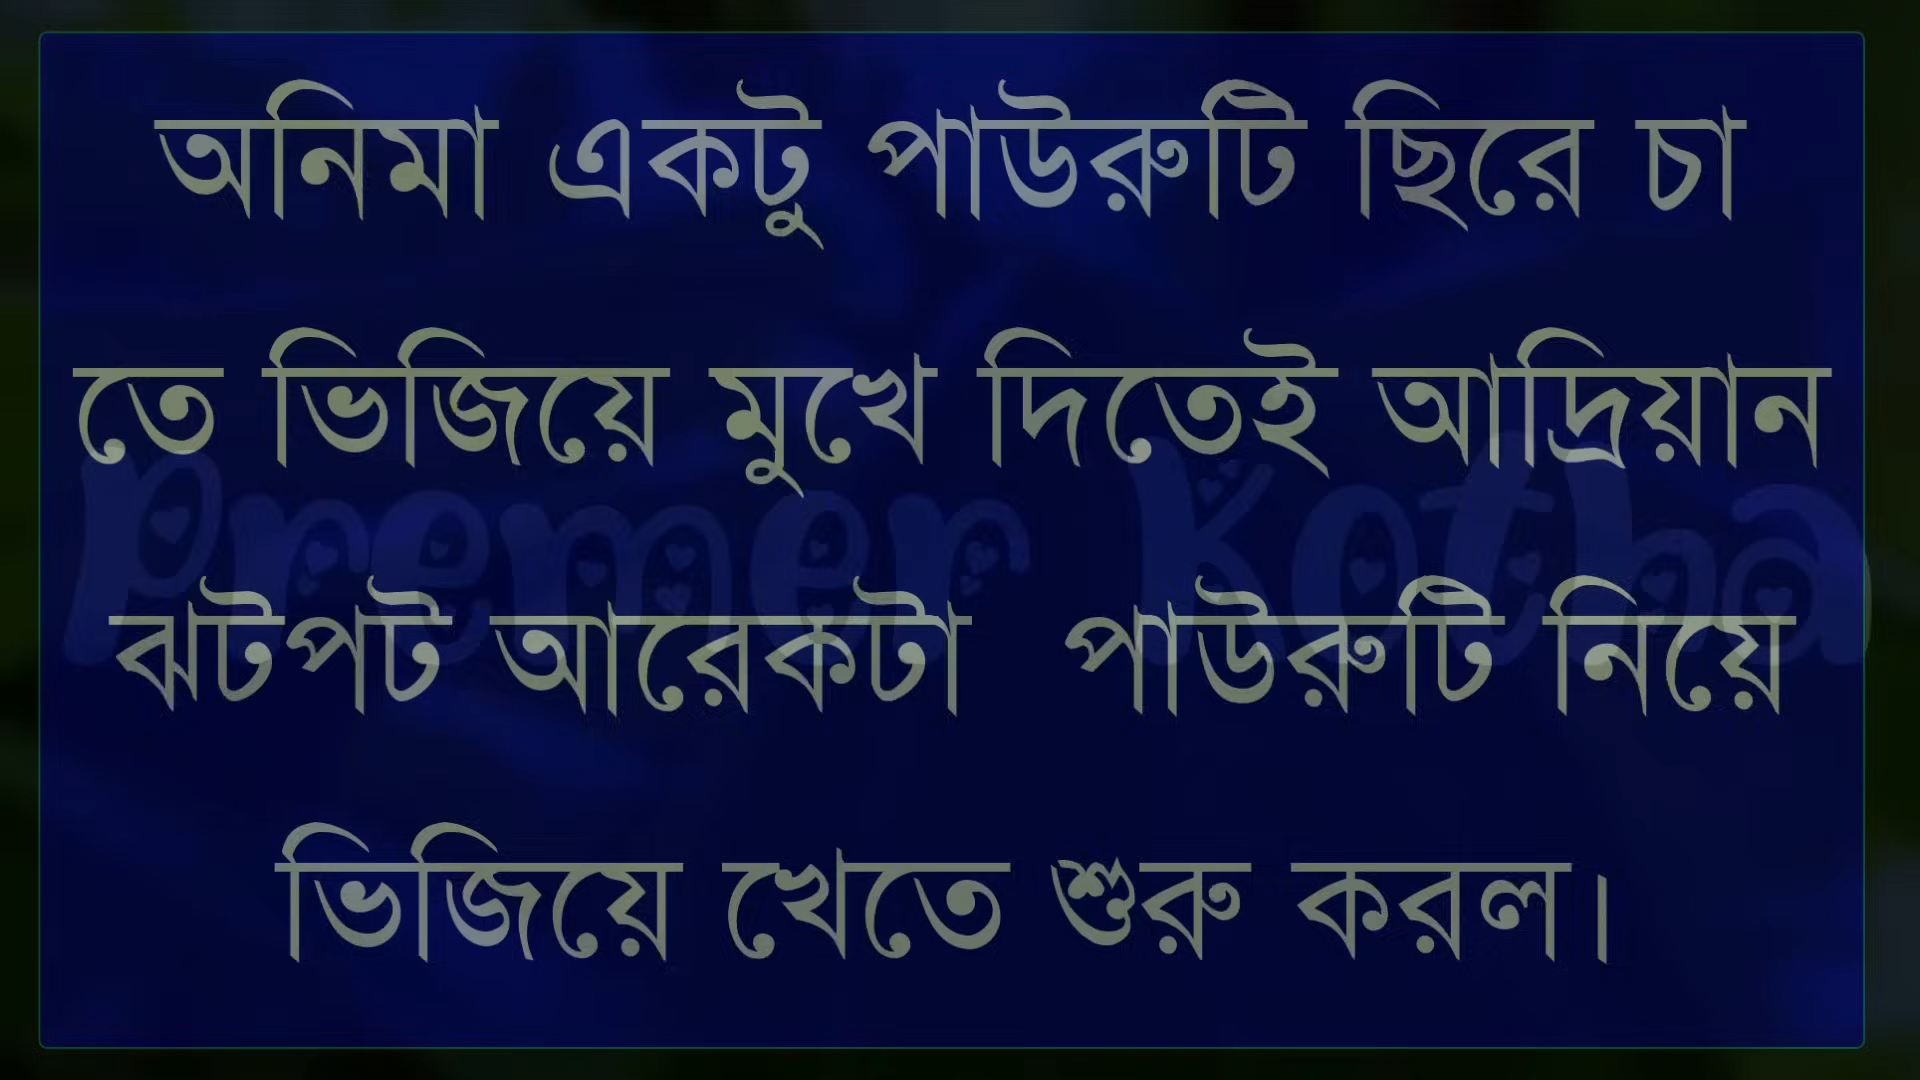 অনিমা একটু পাউরুটি ছিরে চা
তে ভিজিয়ে মুখে দিতেই আদ্রিয়ান
Premer Kotha
ঝটপট আরেকটা পাউরুটি নিয়ে
ভিজিয়ে খেতে শুরু করল।